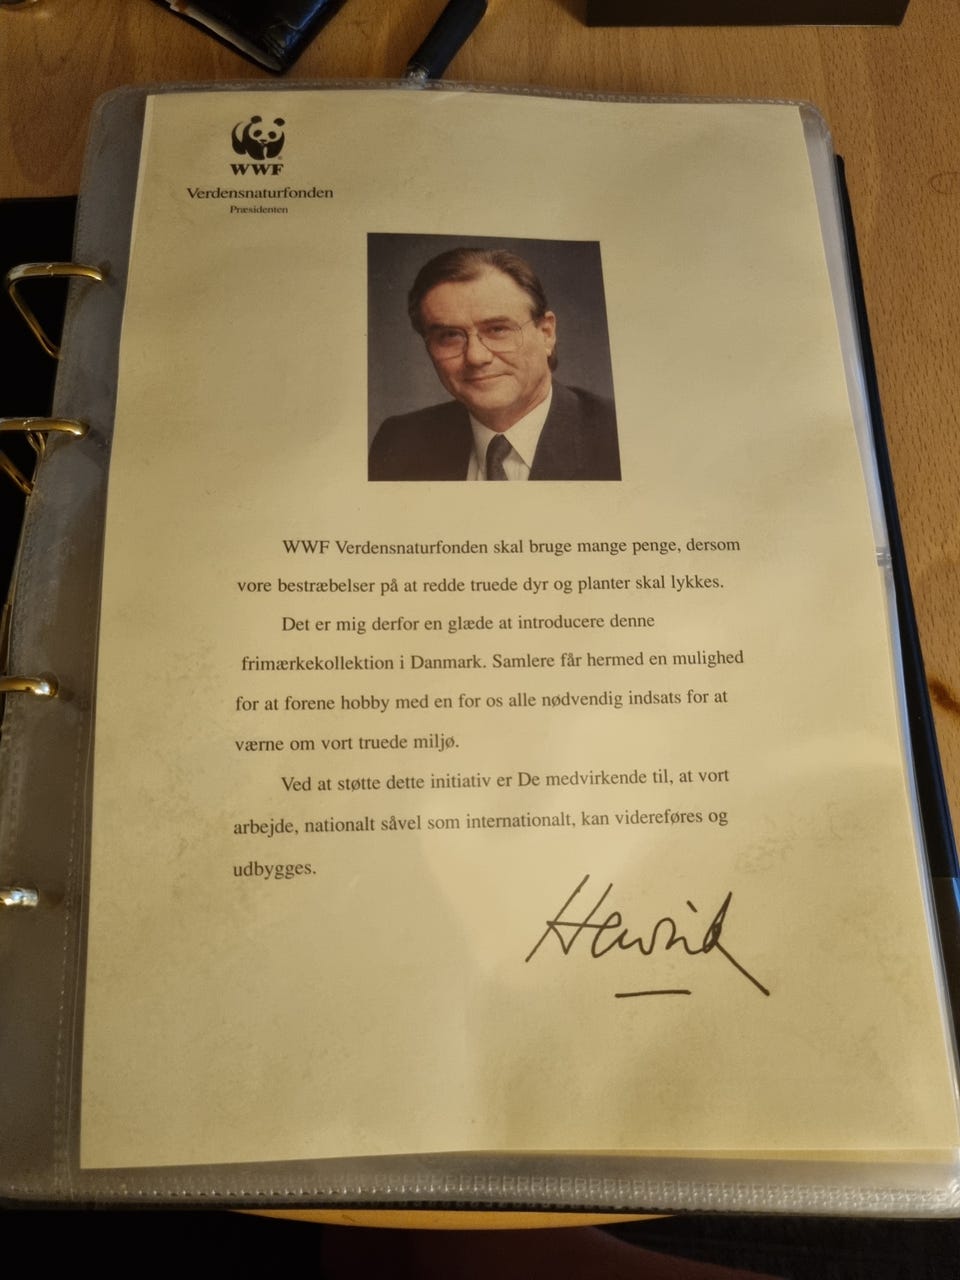 WWF
Verdensnaturfonden
Præsidenten
WWF Verdensnaturfonden skal bruge mange penge, dersom
vore bestræbelser på at redde truede dyr og planter skal lykkes.
Det er mig derfor en glæde at introducere denne
frimærkekollektion i Danmark. Samlere får hermed en mulighed
for at forene hobby med en for os alle nødvendig indsats for at
værne om vort truede miljø.
Ved at støtte dette initiativ er De medvirkende til, at vort
arbejde, nationalt såvel som internationalt, kan videreføres og
udbygges.
Henrik